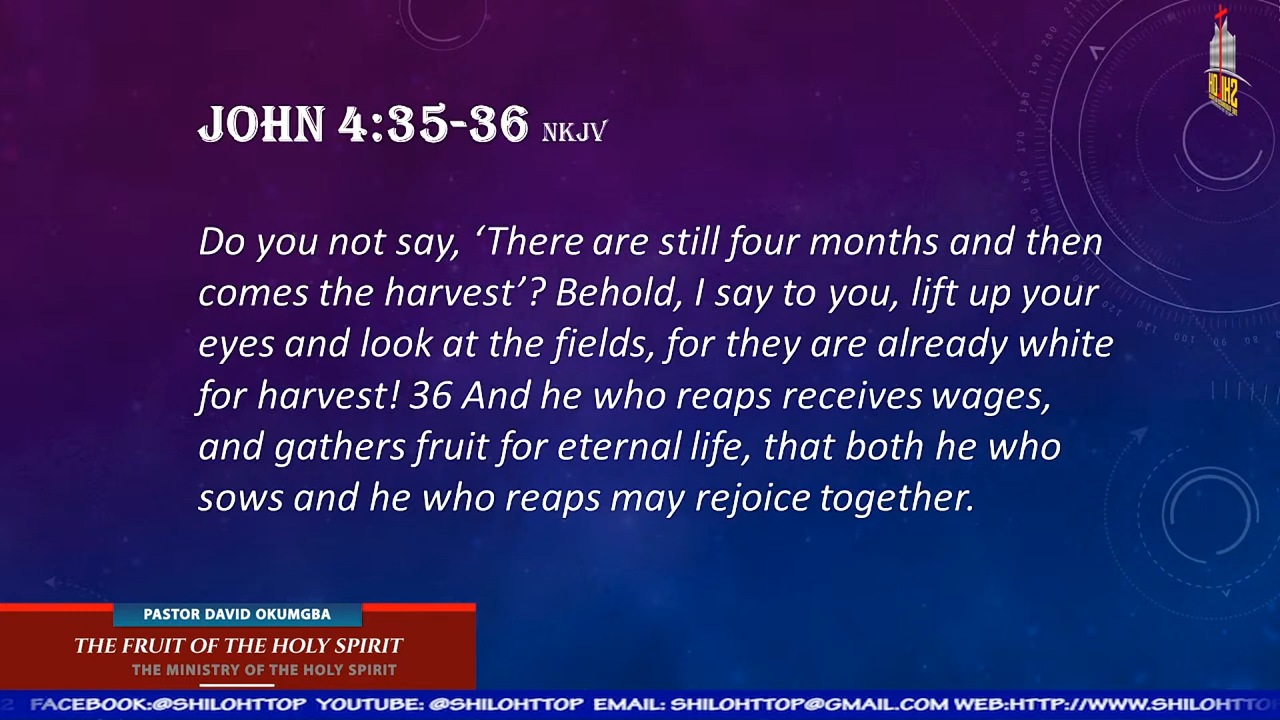 JOHN 4:35-36 NKJV
Do you not say, ‘There are still four months and then
comes the harvest’? Behold, I say to you, lift up your
eyes and look at the fields, for they are already white
for harvest! 36 And he who reaps receives wages,
and gathers fruit for eternal life, that both he who
sows and he who reaps may rejoice together.
PASTOR DAVID OKUMGBA
THE FRUIT OF THE HOLY SPIRIT
THE MINISTRY OF THE HOLY SPIRIT
FACEBOOK:@SHILOHTTOP YOUTUBE: @SHILOHTTOP EMAIL: SHILOHTTOP@GMAIL.COM WEB:HTTP://WWW.SHILOHTTO